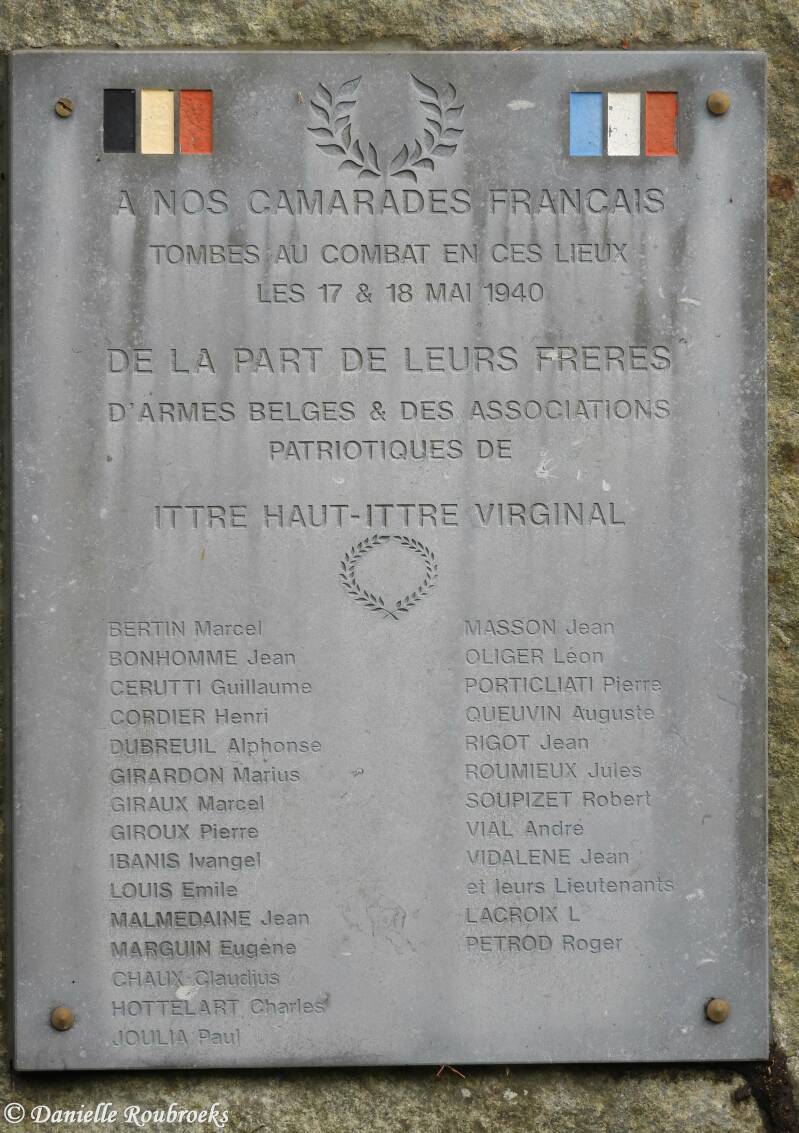 A NOS CAMARADES FRANCAIS
TOMBES AU COMBAT EN CES LIEUX
LES 17 & 18 MAI 1940
DE LA PART DE LEURS FRERES
D'ARMES BELGES & DES ASSOCIATIONS
PATRIOTIQUES DE
ITTRE HAUT-ITTRE VIRGINAL
BERTIN Marcel
BONHOMME Jean
CERUTTI Guillaume
CORDIER Henri
DUBREUIL Alphonse
GIRARDON Marius
GIRAUX Marcel
GIROUX Pierre
IBANIS Ivangel
LOUIS Emile
MALMEDAINE Jean
MARGUIN Eugène
CHAUX Claudius
HOTTELART Charles
JOULIA Paul
MASSON Jean
OLIGER Léon
PORTICLIATI Pierre
QUEUVIN Auguste
RIGOT Jean
ROUMIEUX Jules
SOUPIZET Robert
VIAL André
VIDALENE Jean
et leurs Lieutenants
LACROIX L
PETROD Roger
© Danielle Roubroeks